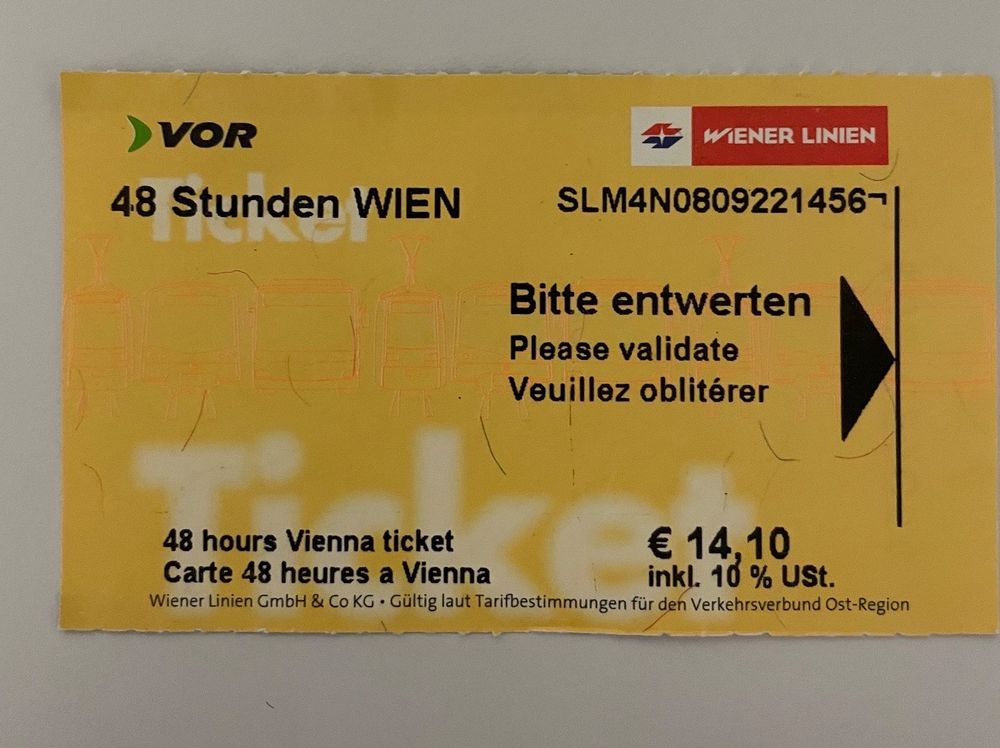 VOR
WIENER LINIEN
Ticket
48 Stunden WIEN
SLM4N0809221456¬
Bitte entwerten
Please validate
Veuillez oblitérer
Ticket
48 hours Vienna ticket
Carte 48 heures a Vienna
€ 14,10
inkl. 10 % USt.
Wiener Linien GmbH & Co KG • Gültig laut Tarifbestimmungen für den Verkehrsverbund Ost-Region